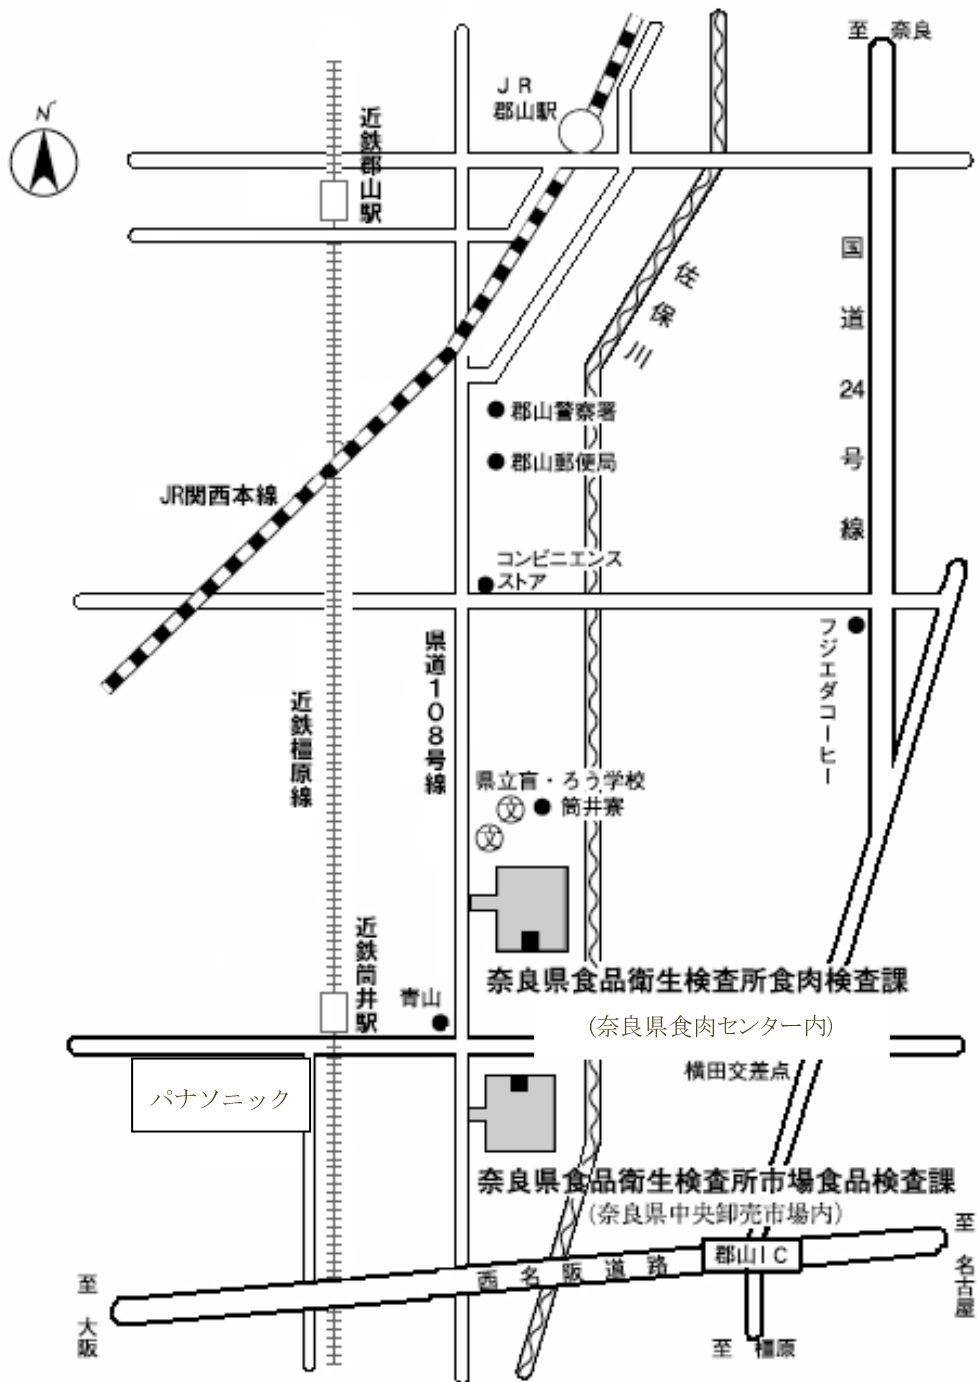 至 奈良
N
JR
郡山駅
近鉄郡山駅
国道24号線
佐保川
郡山警察署
郡山郵便局
JR関西本線
コンビニエンス
ストア
フジエダコーヒー
県道108号線
近鉄橿原線
県立盲・ろう学校
文
筒井寮
文
近鉄筒井駅
奈良県食品衛生検査所食肉検査課
(奈良県食肉センター内)
青山
横田交差点
パナソニック
奈良県食品衛生検査所市場食品検査課
(奈良県中央卸売市場内)
郡山IC
西名阪道路
至 名古屋
至 大阪
至 橿原